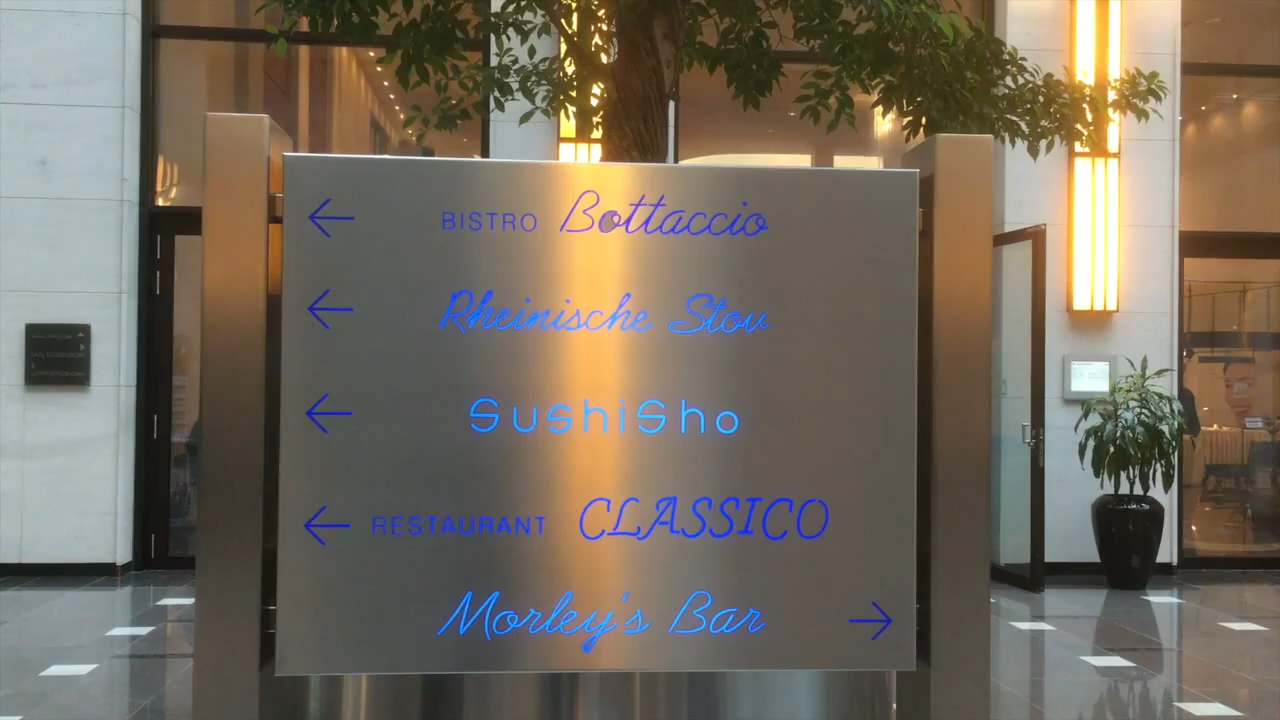 BISTRO Bottaccio
Rheinische Stov
SushiSho
RESTAURANT CLASSICO
Morley's Bar